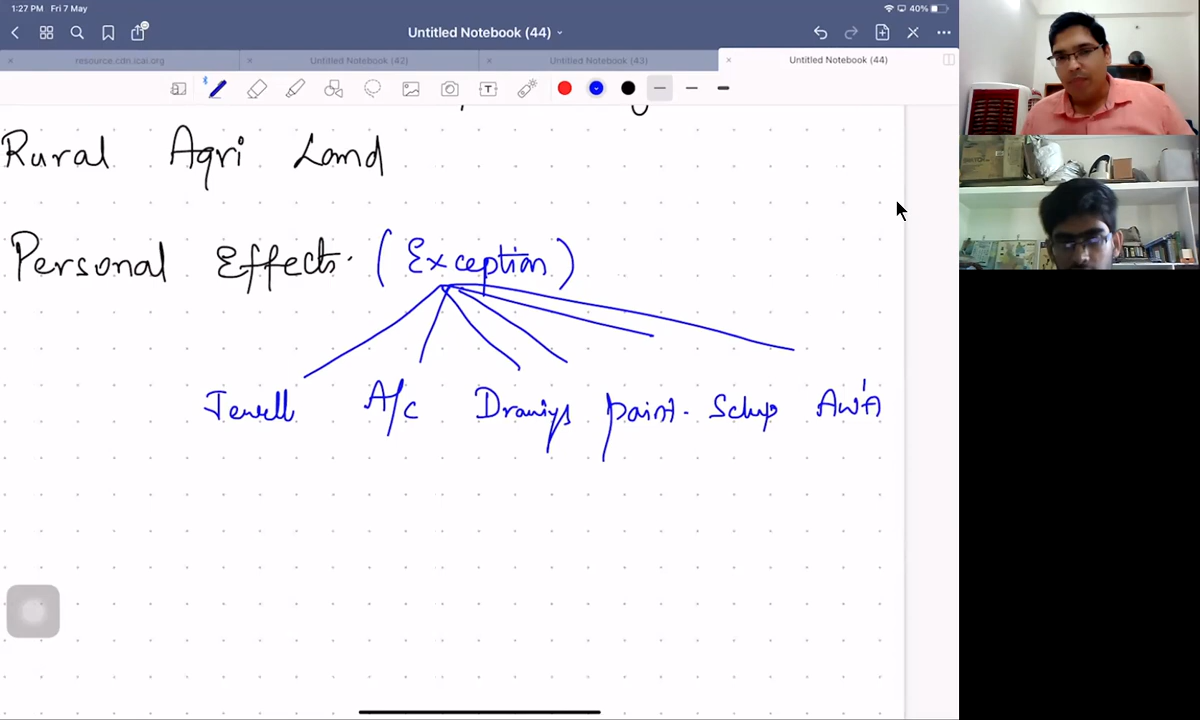 1:27 PM Fri 7 May
40%
Untitled Notebook (44)
resource.cdn.icai.org
Untitled Notebook (42)
Untitled Notebook (43)
Untitled Notebook (44)
Rural Agri Land
Personal Effects. (Exception)
Jewell A/c Drawings paint. Sculp AWA